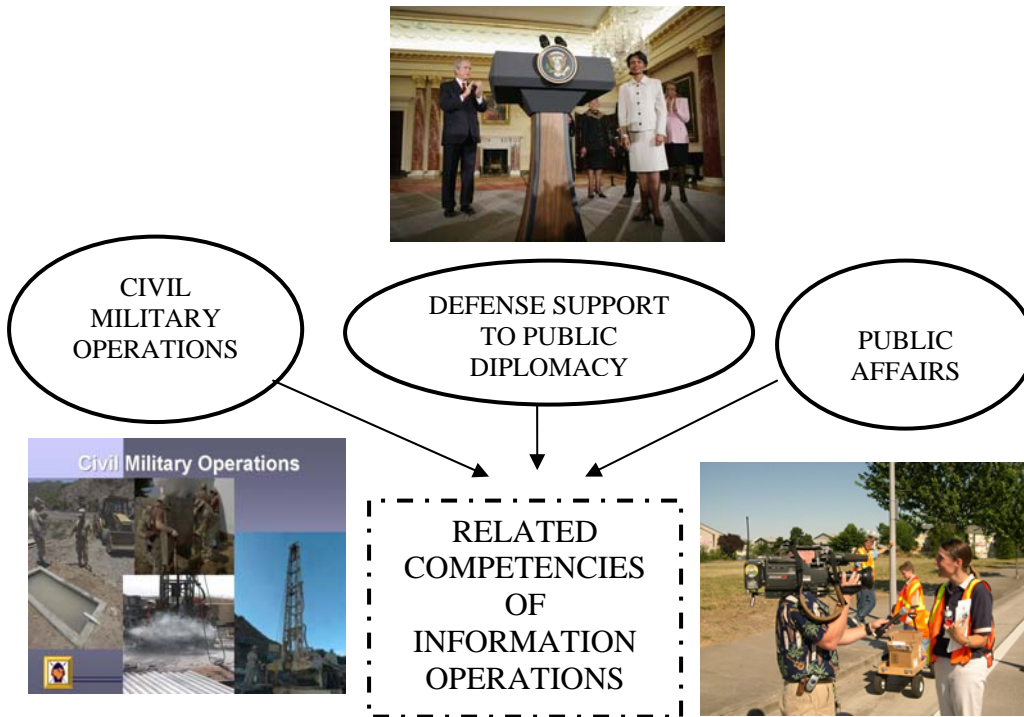 CIVIL
MILITARY
OPERATIONS
DEFENSE SUPPORT
TO PUBLIC
DIPLOMACY
PUBLIC
AFFAIRS
Civil Military Operations
RELATED
COMPETENCIES
OF
INFORMATION
OPERATIONS